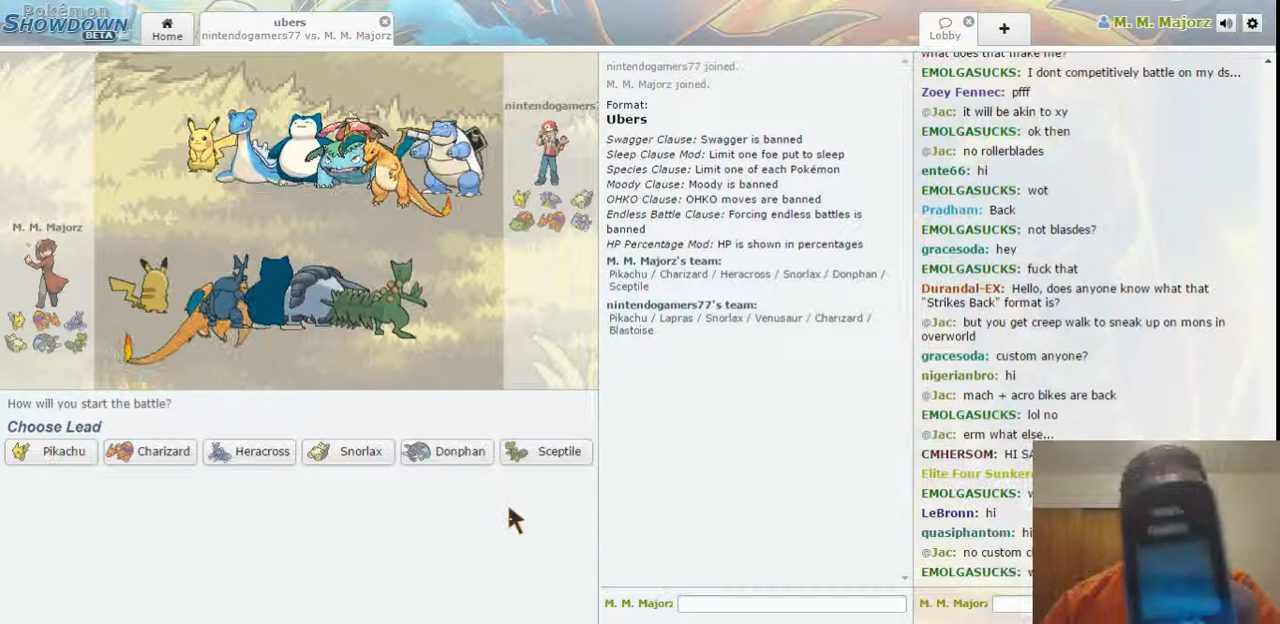 Pokémon
SHOWDOWN
BETA
Home
ubers
nintendogamers77 vs. M. M. Majorz
Lobby
M. M. Majorz
nintendogamers
M. M. Majorz
How will you start the battle?
Choose Lead
Pikachu
Charizard
Heracross
Snorlax
Donphan
Sceptile
nintendogamers77 joined.
M. M. Majorz joined.
Format:
Ubers
Swagger Clause: Swagger is banned
Sleep Clause Mod: Limit one foe put to sleep
Species Clause: Limit one of each Pokémon
Moody Clause: Moody is banned
OHKO Clause: OHKO moves are banned
Endless Battle Clause: Forcing endless battles is
banned
HP Percentage Mod: HP is shown in percentages
M. M. Majorz's team:
Pikachu / Charizard / Heracross / Snorlax / Donphan /
Sceptile
nintendogamers77's team:
Pikachu / Lapras / Snorlax / Venusaur / Charizard /
Blastoise
M. M. Majorz
what does that make me?
EMOLGASUCKS: I dont competitively battle on my ds...
Zoey Fennec: pfff
@Jac: it will be akin to xy
EMOLGASUCKS: ok then
@Jac: no rollerblades
ente66: hi
EMOLGASUCKS: wot
Pradham: Back
EMOLGASUCKS: not blasdes?
gracesoda: hey
EMOLGASUCKS: fuck that
Durandal-EX: Hello, does anyone know what that
"Strikes Back" format is?
@Jac: but you get creep walk to sneak up on mons in
overworld
gracesoda: custom anyone?
nigerianbro: hi
@Jac: mach + acro bikes are back
EMOLGASUCKS: lol no
@Jac: erm what else...
CMHERSOM: HI
Elite Four
EMOLGASUCKS:
LeBronn: hi
quasiphantom:
@Jac: no custom
EMOLGASUCKS:
M. M. Majorz